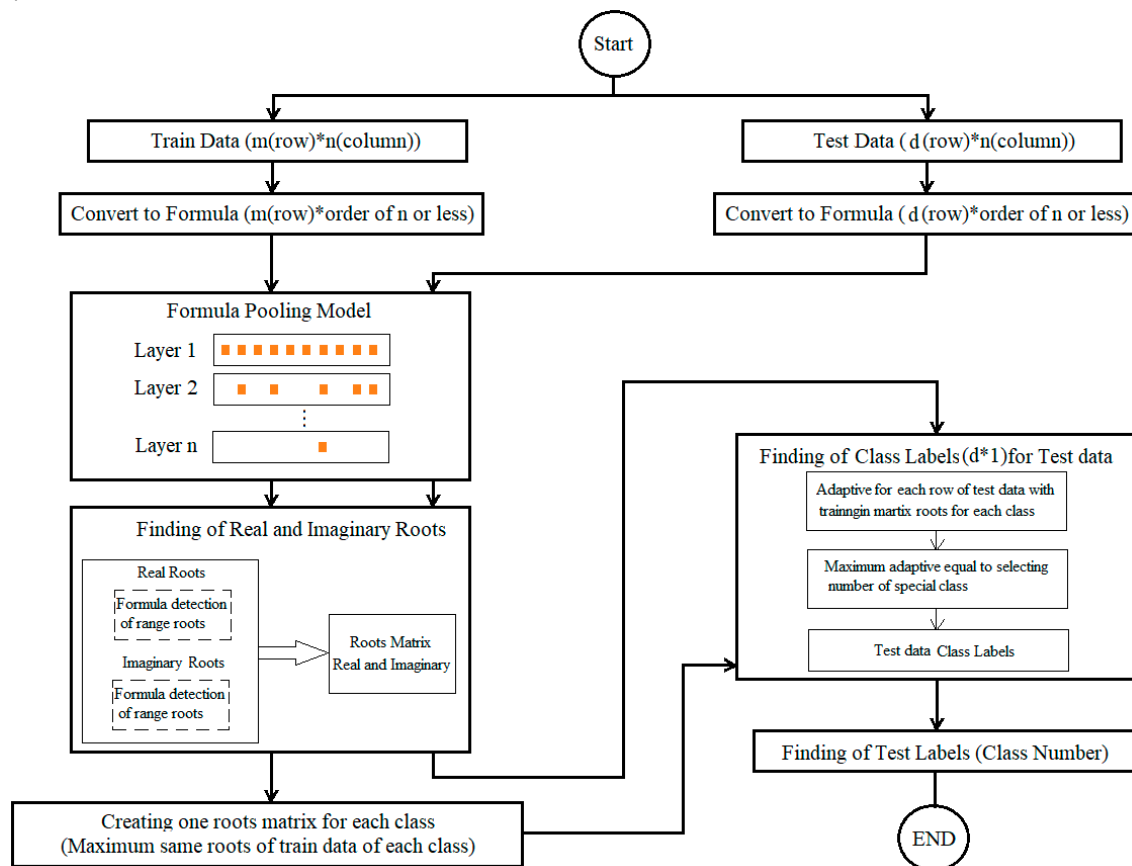 Start
Train Data (m(row)*n(column))
Test Data (d(row)*n(column))
Convert to Formula (m(row)*order of n or less)
Convert to Formula (d(row)*order of n or less)
Formula Pooling Model
Layer 1
Layer 2
⋮
Layer n
Finding of Real and Imaginary Roots
Real Roots
Formula detection
of range roots
Imaginary Roots
Formula detection
of range roots
Roots Matrix
Real and Imaginary
Creating one roots matrix for each class
(Maximum same roots of train data of each class)
Finding of Class Labels(d*1)for Test data
Adaptive for each row of test data with
trainngin martix roots for each class
Maximum adaptive equal to selecting
number of special class
Test data Class Labels
Finding of Test Labels (Class Number)
END